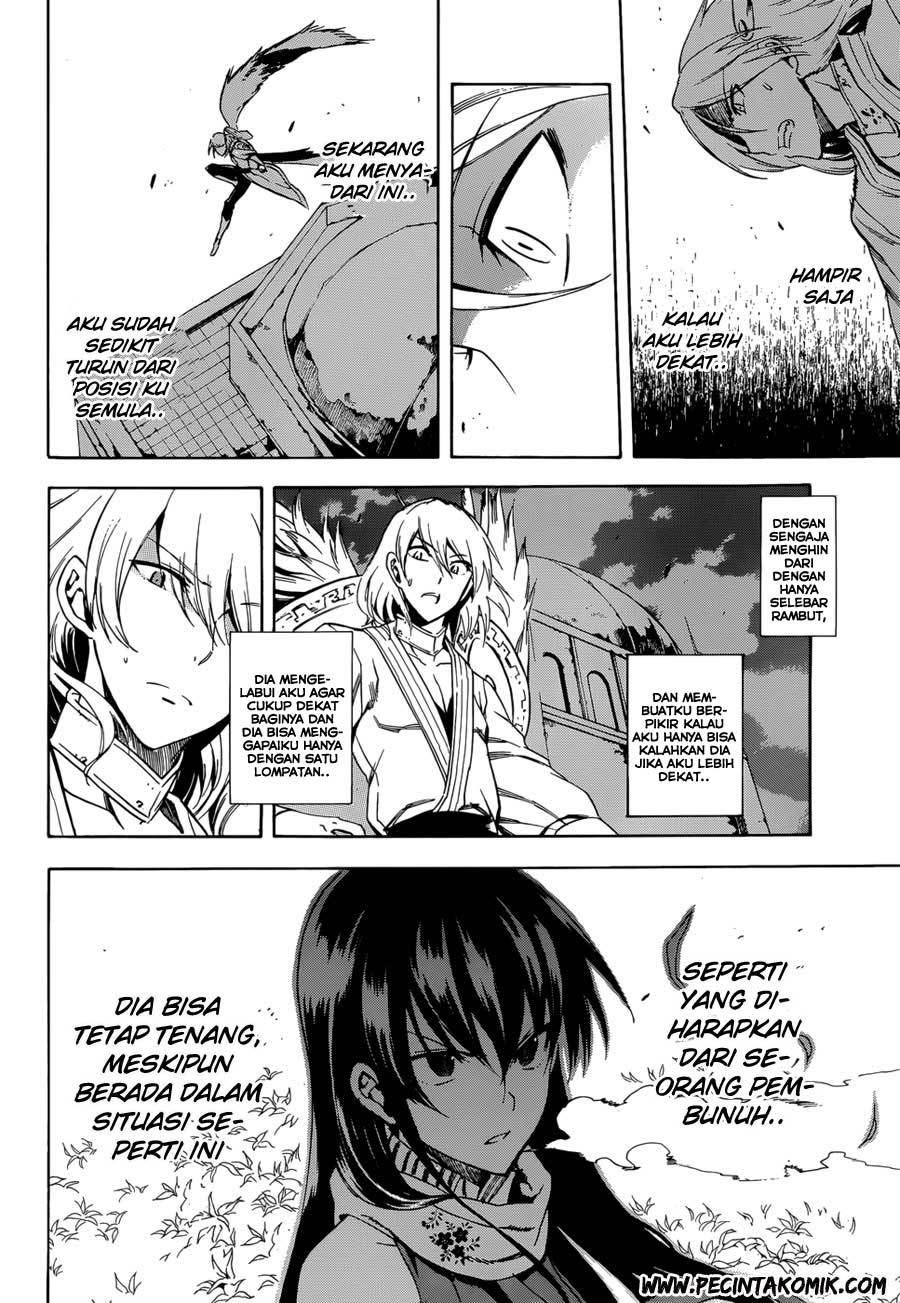 HAMPIR
SAJA
KALAU
AKU LEBIH
DEKAT..
SEKARANG
AKU MENYA-
DARI INI..
AKU SUDAH
SEDIKIT
TURUN DARI
POSISI KU
SEMULA..
DENGAN
SENGAJA
MENGHIN
DARI
DENGAN
HANYA
SELEBAR
RAMBUT,
DAN MEM-
BUATKU BER-
PIKIR KALAU
AKU HANYA BISA
KALAHKAN DIA
JIKA AKU LEBIH
DEKAT..
DIA MENGE-
LABUI AKU AGAR
CUKUP DEKAT
BAGINYA DAN
DIA BISA MENG-
GAPAIKU HANYA
DENGAN SATU
LOMPATAN..
SEPERTI
YANG DI-
HARAPKAN
DARI SE-
ORANG PEM-
BUNUH..
DIA BISA
TETAP TENANG,
MESKIPUN
BERADA DALAM
SITUASI SE-
PERTI INI
WWW.PECINTAKOMIK.COM